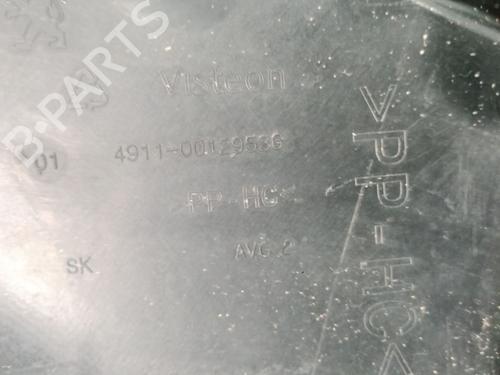 B-PARTS
visteon
01
4911-00129536
PP-HC<
AVG.2
SK
>PP-HC<